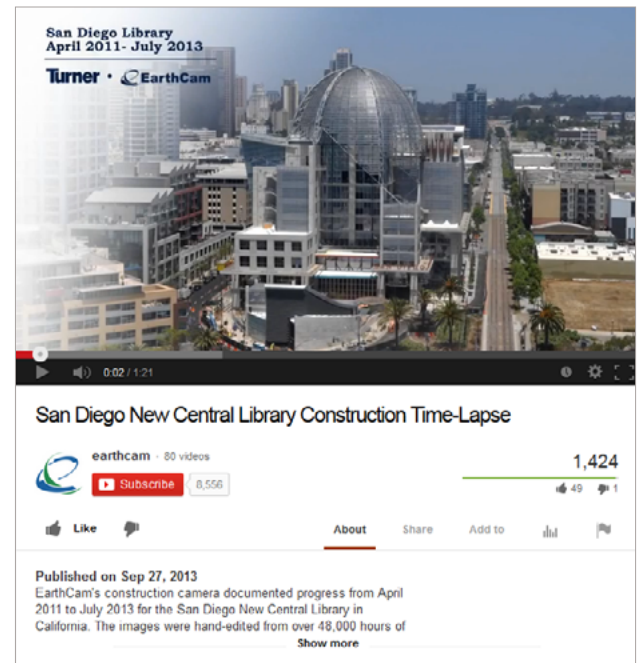 San Diego Library
April 2011- July 2013
Turner • EarthCam
0:02 / 1:21
San Diego New Central Library Construction Time-Lapse
earthcam · 80 videos
Subscribe 8,556
1,424
49 1
Like
About Share Add to
Published on Sep 27, 2013
EarthCam's construction camera documented progress from April
2011 to July 2013 for the San Diego New Central Library in
California. The images were hand-edited from over 48,000 hours of
Show more